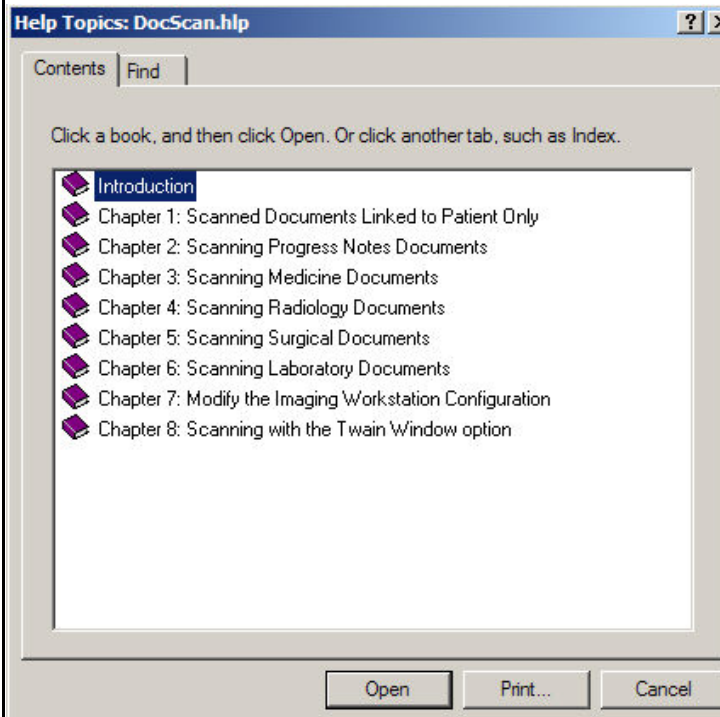 Help Topics: DocScan.hlp
Contents Find
Click a book, and then click Open. Or click another tab, such as Index.
Introduction
Chapter 1: Scanned Documents Linked to Patient Only
Chapter 2: Scanning Progress Notes Documents
Chapter 3: Scanning Medicine Documents
Chapter 4: Scanning Radiology Documents
Chapter 5: Scanning Surgical Documents
Chapter 6: Scanning Laboratory Documents
Chapter 7: Modify the Imaging Workstation Configuration
Chapter 8: Scanning with the Twain Window option
Open Print... Cancel